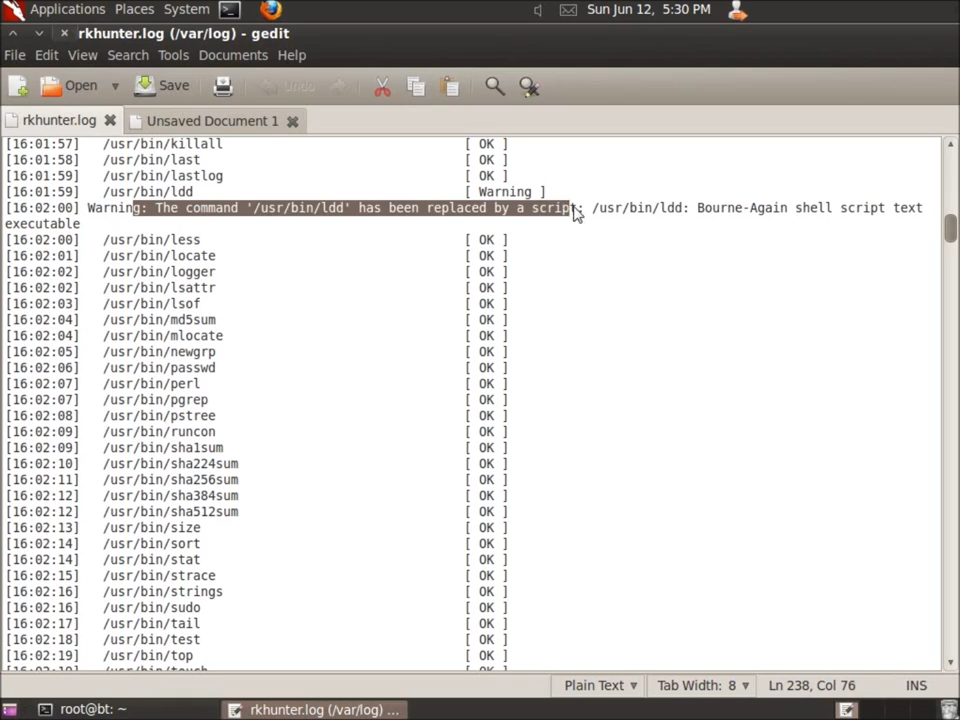 Applications Places System Sun Jun 12, 5:30 PM
rkhunter.log (/var/log) - gedit
File Edit View Search Tools Documents Help
Open Save Undo
rkhunter.log Unsaved Document 1
[16:01:57] /usr/bin/killall [ OK ]
[16:01:58] /usr/bin/last [ OK ]
[16:01:59] /usr/bin/lastlog [ OK ]
[16:01:59] /usr/bin/ldd [ Warning ]
[16:02:00] Warning: The command '/usr/bin/ldd' has been replaced by a script: /usr/bin/ldd: Bourne-Again shell script text
executable
[16:02:00] /usr/bin/less [ OK ]
[16:02:01] /usr/bin/locate [ OK ]
[16:02:02] /usr/bin/logger [ OK ]
[16:02:02] /usr/bin/lsattr [ OK ]
[16:02:03] /usr/bin/lsof [ OK ]
[16:02:04] /usr/bin/md5sum [ OK ]
[16:02:04] /usr/bin/mlocate [ OK ]
[16:02:05] /usr/bin/newgrp [ OK ]
[16:02:06] /usr/bin/passwd [ OK ]
[16:02:07] /usr/bin/perl [ OK ]
[16:02:07] /usr/bin/pgrep [ OK ]
[16:02:08] /usr/bin/pstree [ OK ]
[16:02:09] /usr/bin/runcon [ OK ]
[16:02:09] /usr/bin/sha1sum [ OK ]
[16:02:10] /usr/bin/sha224sum [ OK ]
[16:02:11] /usr/bin/sha256sum [ OK ]
[16:02:12] /usr/bin/sha384sum [ OK ]
[16:02:12] /usr/bin/sha512sum [ OK ]
[16:02:13] /usr/bin/size [ OK ]
[16:02:14] /usr/bin/sort [ OK ]
[16:02:14] /usr/bin/stat [ OK ]
[16:02:15] /usr/bin/strace [ OK ]
[16:02:16] /usr/bin/strings [ OK ]
[16:02:16] /usr/bin/sudo [ OK ]
[16:02:17] /usr/bin/tail [ OK ]
[16:02:18] /usr/bin/test [ OK ]
[16:02:19] /usr/bin/top [ OK ]
Plain Text Tab Width: 8 Ln 238, Col 76 INS
root@bt: ~ rkhunter.log (/var/log) ...